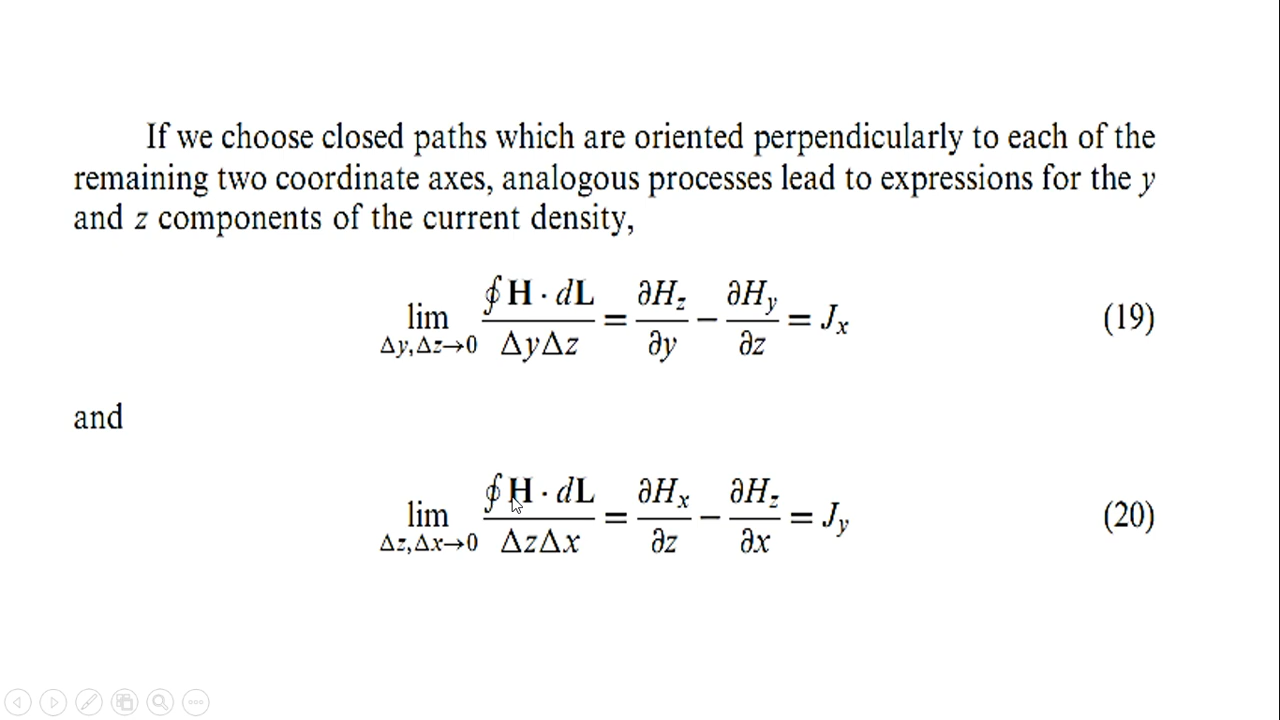 If we choose closed paths which are oriented perpendicularly to each of the
remaining two coordinate axes, analogous processes lead to expressions for the y
and z components of the current density,
lim_{Δy,Δz→0} ∮ H · dL / ΔyΔz = ∂H_z/∂y − ∂H_y/∂z = J_x (19)
and
lim_{Δz,Δx→0} ∮ H · dL / ΔzΔx = ∂H_x/∂z − ∂H_z/∂x = J_y (20)